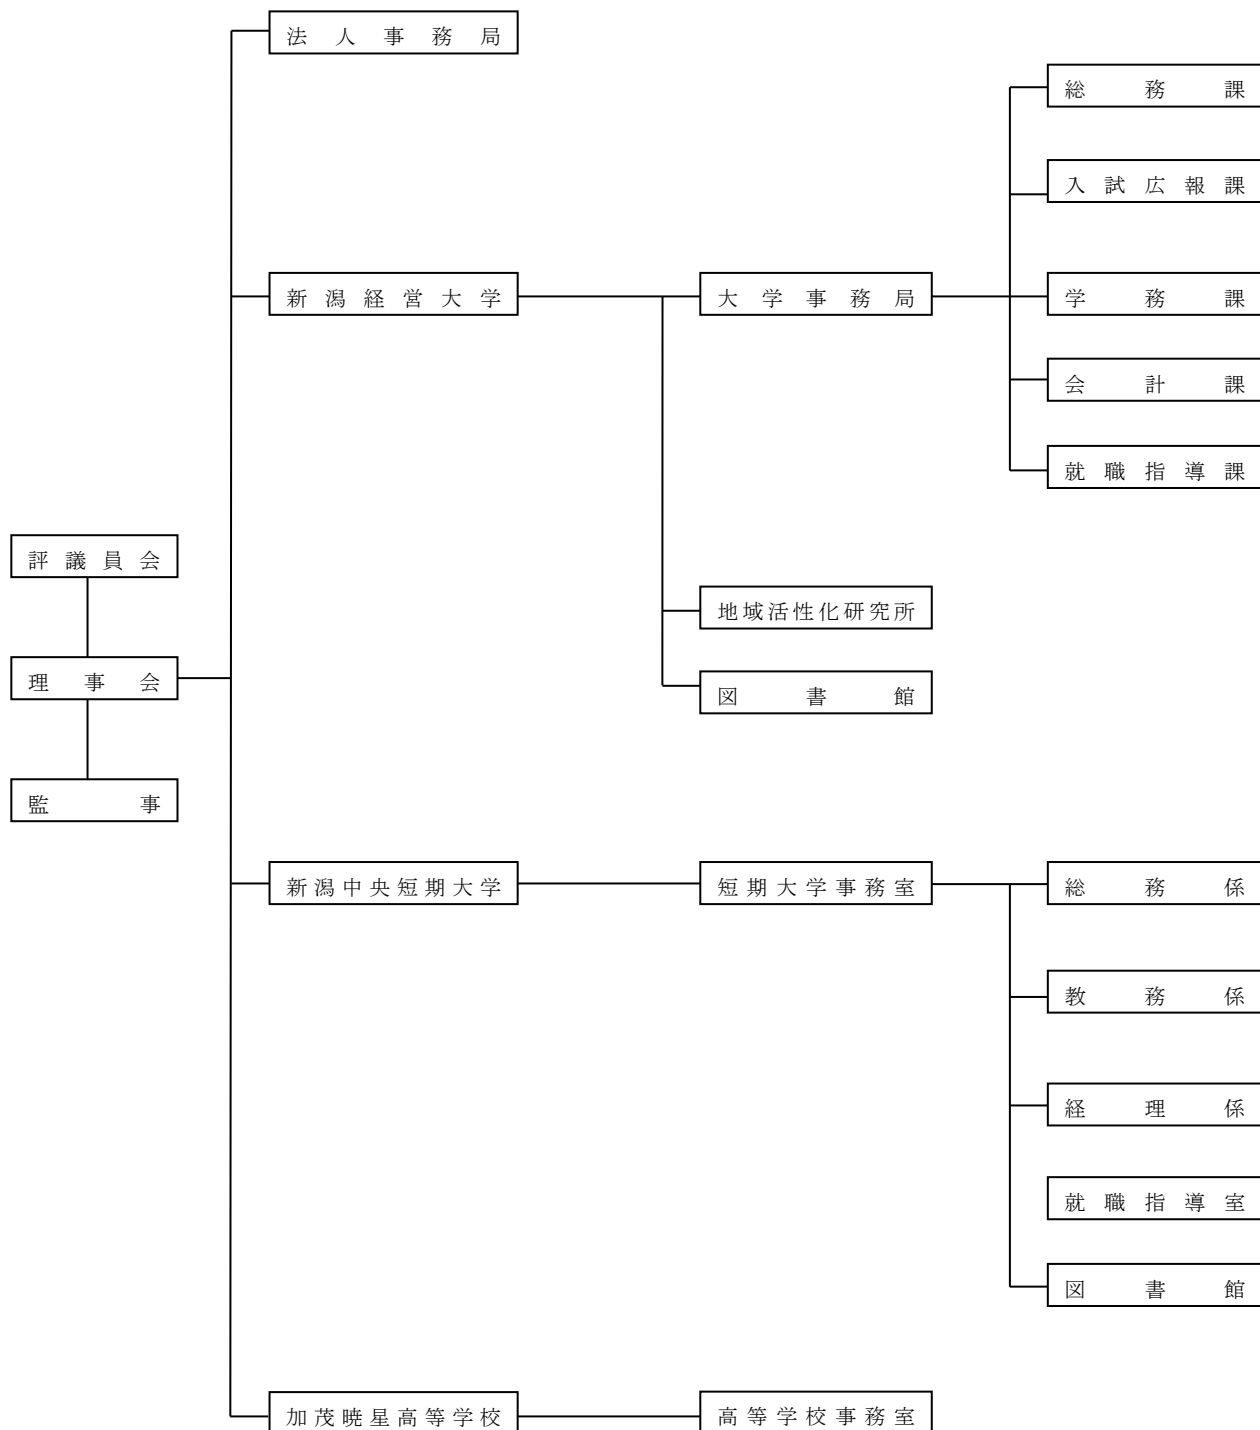 法人事務局
総務課
入試広報課
新潟経営大学
大学事務局
学務課
会計課
就職指導課
評議員会
地域活性化研究所
理事会
図書館
監事
新潟中央短期大学
短期大学事務室
総務係
教務係
経理係
就職指導室
図書館
加茂暁星高等学校
高等学校事務室